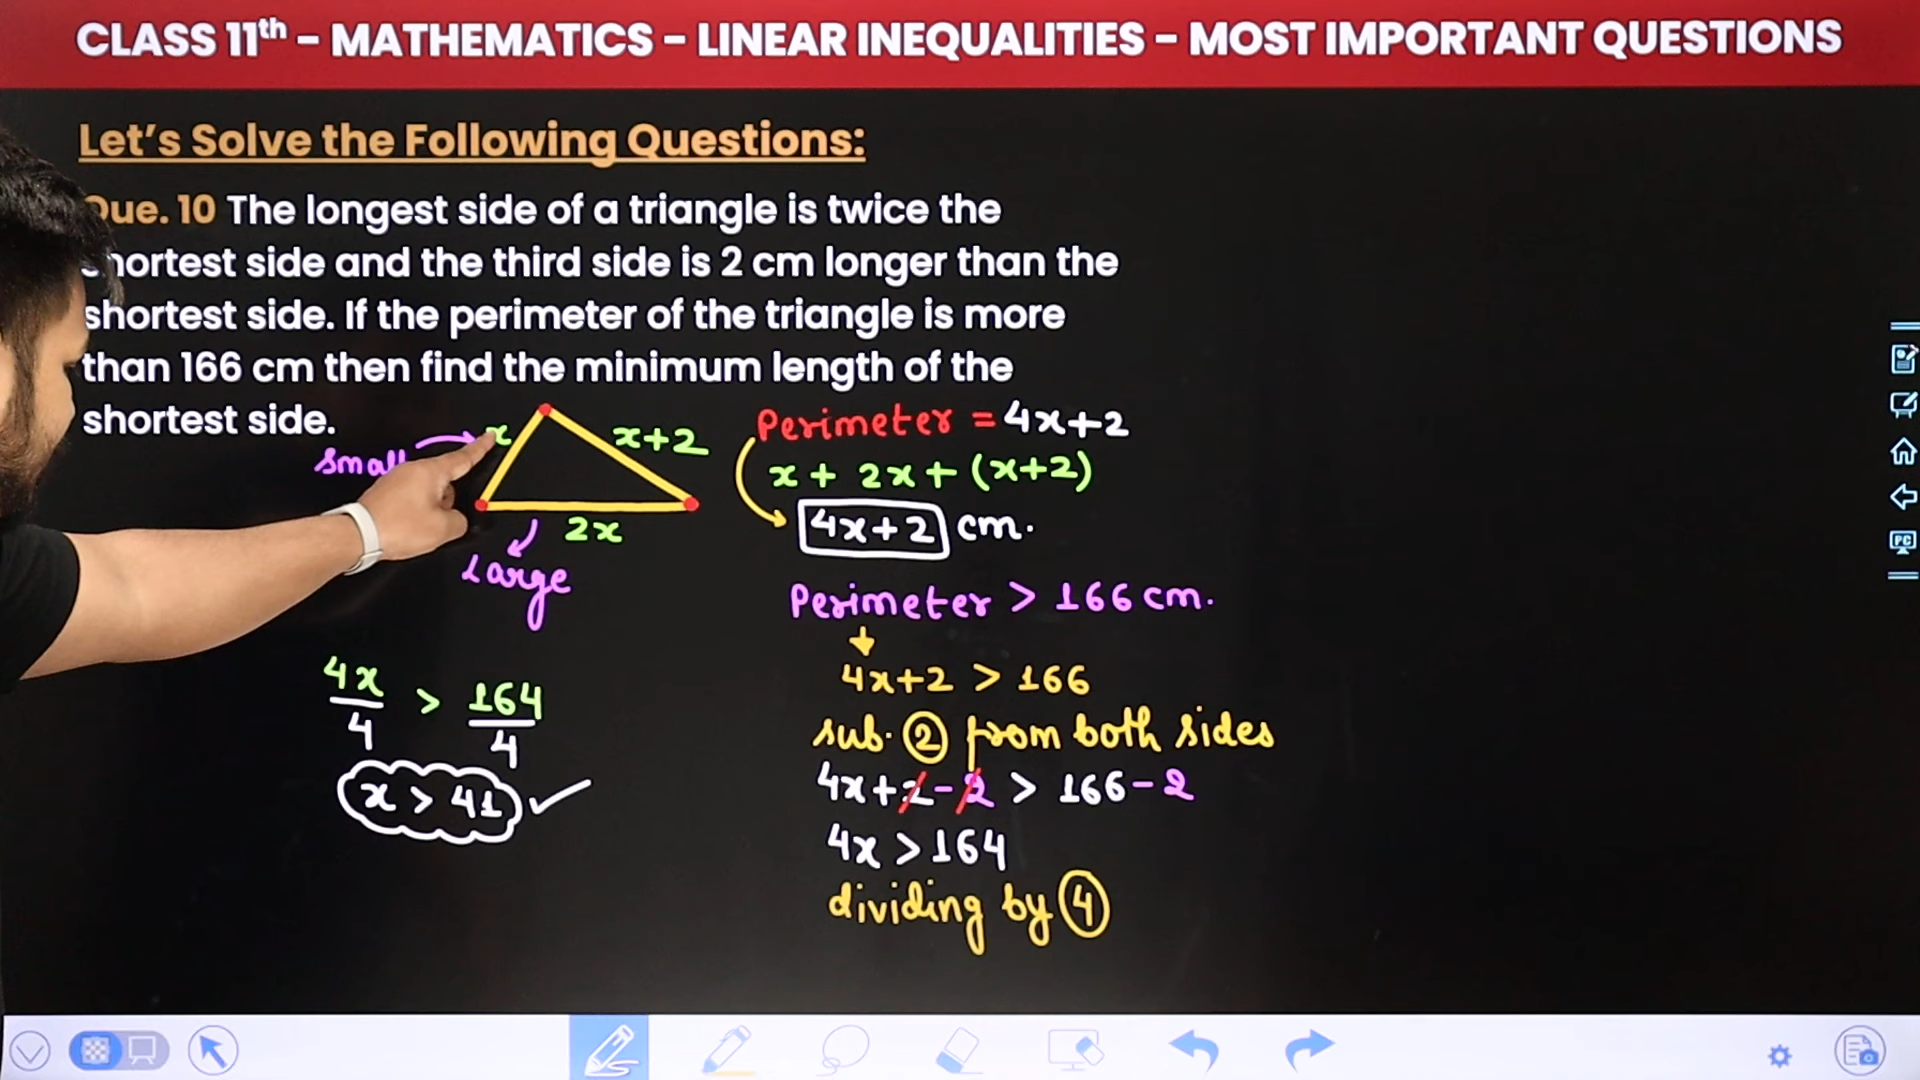 CLASS 11th - MATHEMATICS - LINEAR INEQUALITIES - MOST IMPORTANT QUESTIONS
Let's Solve the Following Questions:
Que. 10 The longest side of a triangle is twice the
shortest side and the third side is 2 cm longer than the
shortest side. If the perimeter of the triangle is more
than 166 cm then find the minimum length of the
shortest side.
small
x
x+2
2x
Large
Perimeter = 4x+2
x + 2x + (x+2)
4x+2 cm.
Perimeter > 166 cm.
4x+2 > 166
sub. 2 from both sides
4x+2-2 > 166-2
4x > 164
dividing by 4
4x/4 > 164/4
x > 41
PC